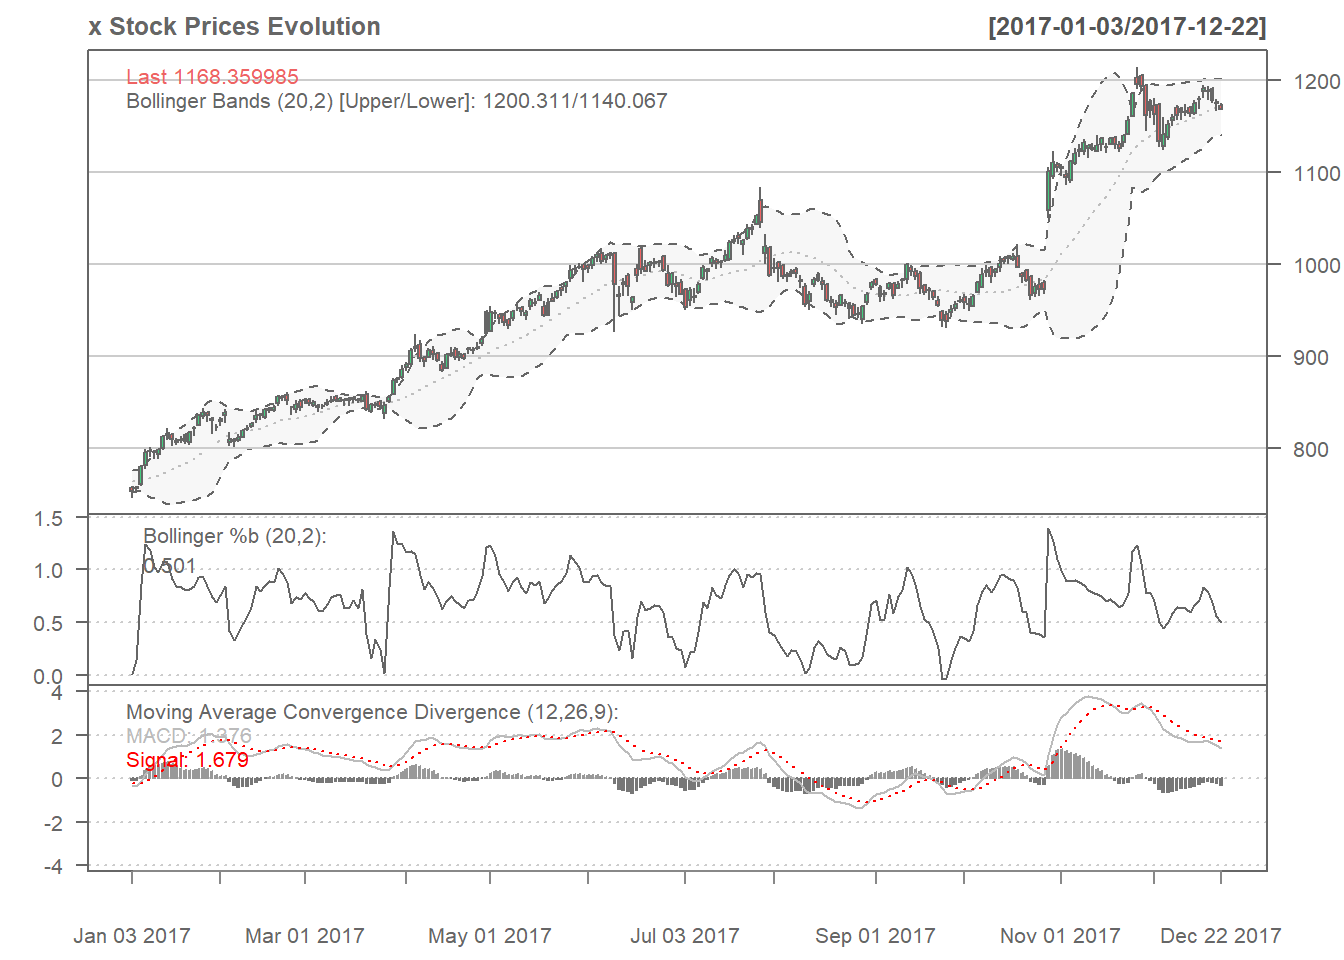 x Stock Prices Evolution [2017-01-03/2017-12-22]
Last 1168.359985
Bollinger Bands (20,2) [Upper/Lower]: 1200.311/1140.067
1200
1100
1000
900
800
1.5
Bollinger %b (20,2):
0.501
1.0
0.5
0.0
4
Moving Average Convergence Divergence (12,26,9):
MACD: 1.376
2
Signal: 1.679
0
-2
-4
Jan 03 2017 Mar 01 2017 May 01 2017 Jul 03 2017 Sep 01 2017 Nov 01 2017 Dec 22 2017